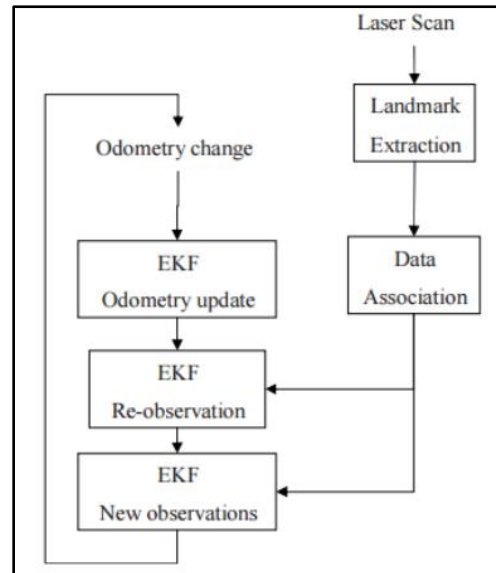 Laser Scan
Landmark
Extraction
Odometry change
EKF
Odometry update
Data
Association
EKF
Re-observation
EKF
New observations